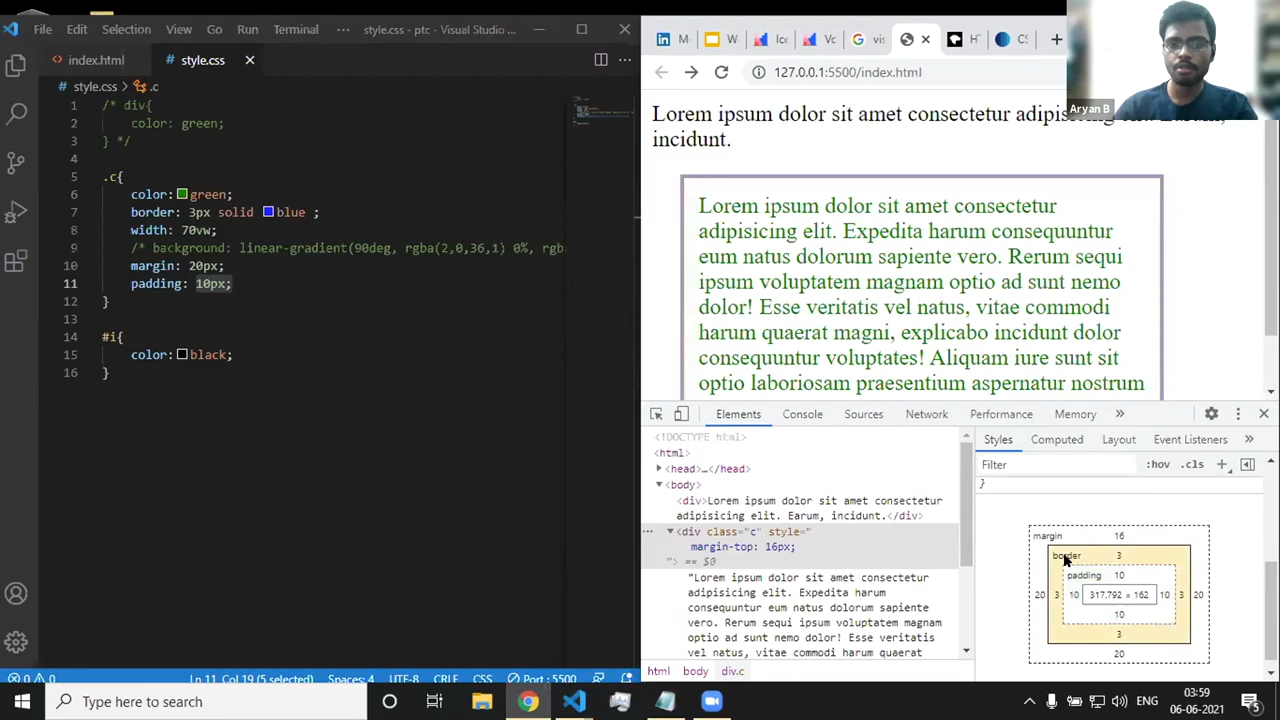 File Edit Selection View Go Run Terminal ... style.css - ptc - Visual Studio ...
index.html style.css
style.css > .c
1 /* div{
2 color: green;
3 } */
4
5 .c{
6 color: green;
7 border: 3px solid blue ;
8 width: 70vw;
9 /* background: linear-gradient(90deg, rgba(2,0,36,1) 0%, rgb
10 margin: 20px;
11 padding: 10px;
12 }
13
14 #i{
15 color: black;
16 }
0 0 Ln 11, Col 19 (5 selected) Spaces: 4 UTF-8 CRLF CSS Port : 5500
M W Ice Vc vis H CS
127.0.0.1:5500/index.html
Aryan B
Lorem ipsum dolor sit amet consectetur adipisicing elit. Earum,
incidunt.
Lorem ipsum dolor sit amet consectetur
adipisicing elit. Expedita harum consequuntur
eum natus dolorum sapiente vero. Rerum sequi
ipsum voluptatem magnam optio ad sunt nemo
dolor! Esse veritatis vel natus, vitae commodi
harum quaerat magni, explicabo incidunt dolor
consequuntur voluptates! Aliquam iure sunt sit
optio laboriosam praesentium aspernatur nostrum
Elements Console Sources Network Performance Memory »
<!DOCTYPE html>
<html>
<head>…</head>
<body>
<div>Lorem ipsum dolor sit amet consectetur
adipisicing elit. Earum, incidunt.</div>
<div class="c" style="
margin-top: 16px;
"> == $0
"Lorem ipsum dolor sit amet consectetur
adipisicing elit. Expedita harum
consequuntur eum natus dolorum sapiente
vero. Rerum sequi ipsum voluptatem
magnam optio ad sunt nemo dolor! Esse
veritatis vel natus, vitae commodi
harum quaerat magni, explicabo
html body div.c
Styles Computed Layout Event Listeners »
Filter :hov .cls +
}
margin 16
border 3
padding 10
20 3 10 317.792 × 162 10 3 20
10
3
20
Type here to search
ENG
03:59
06-06-2021
5